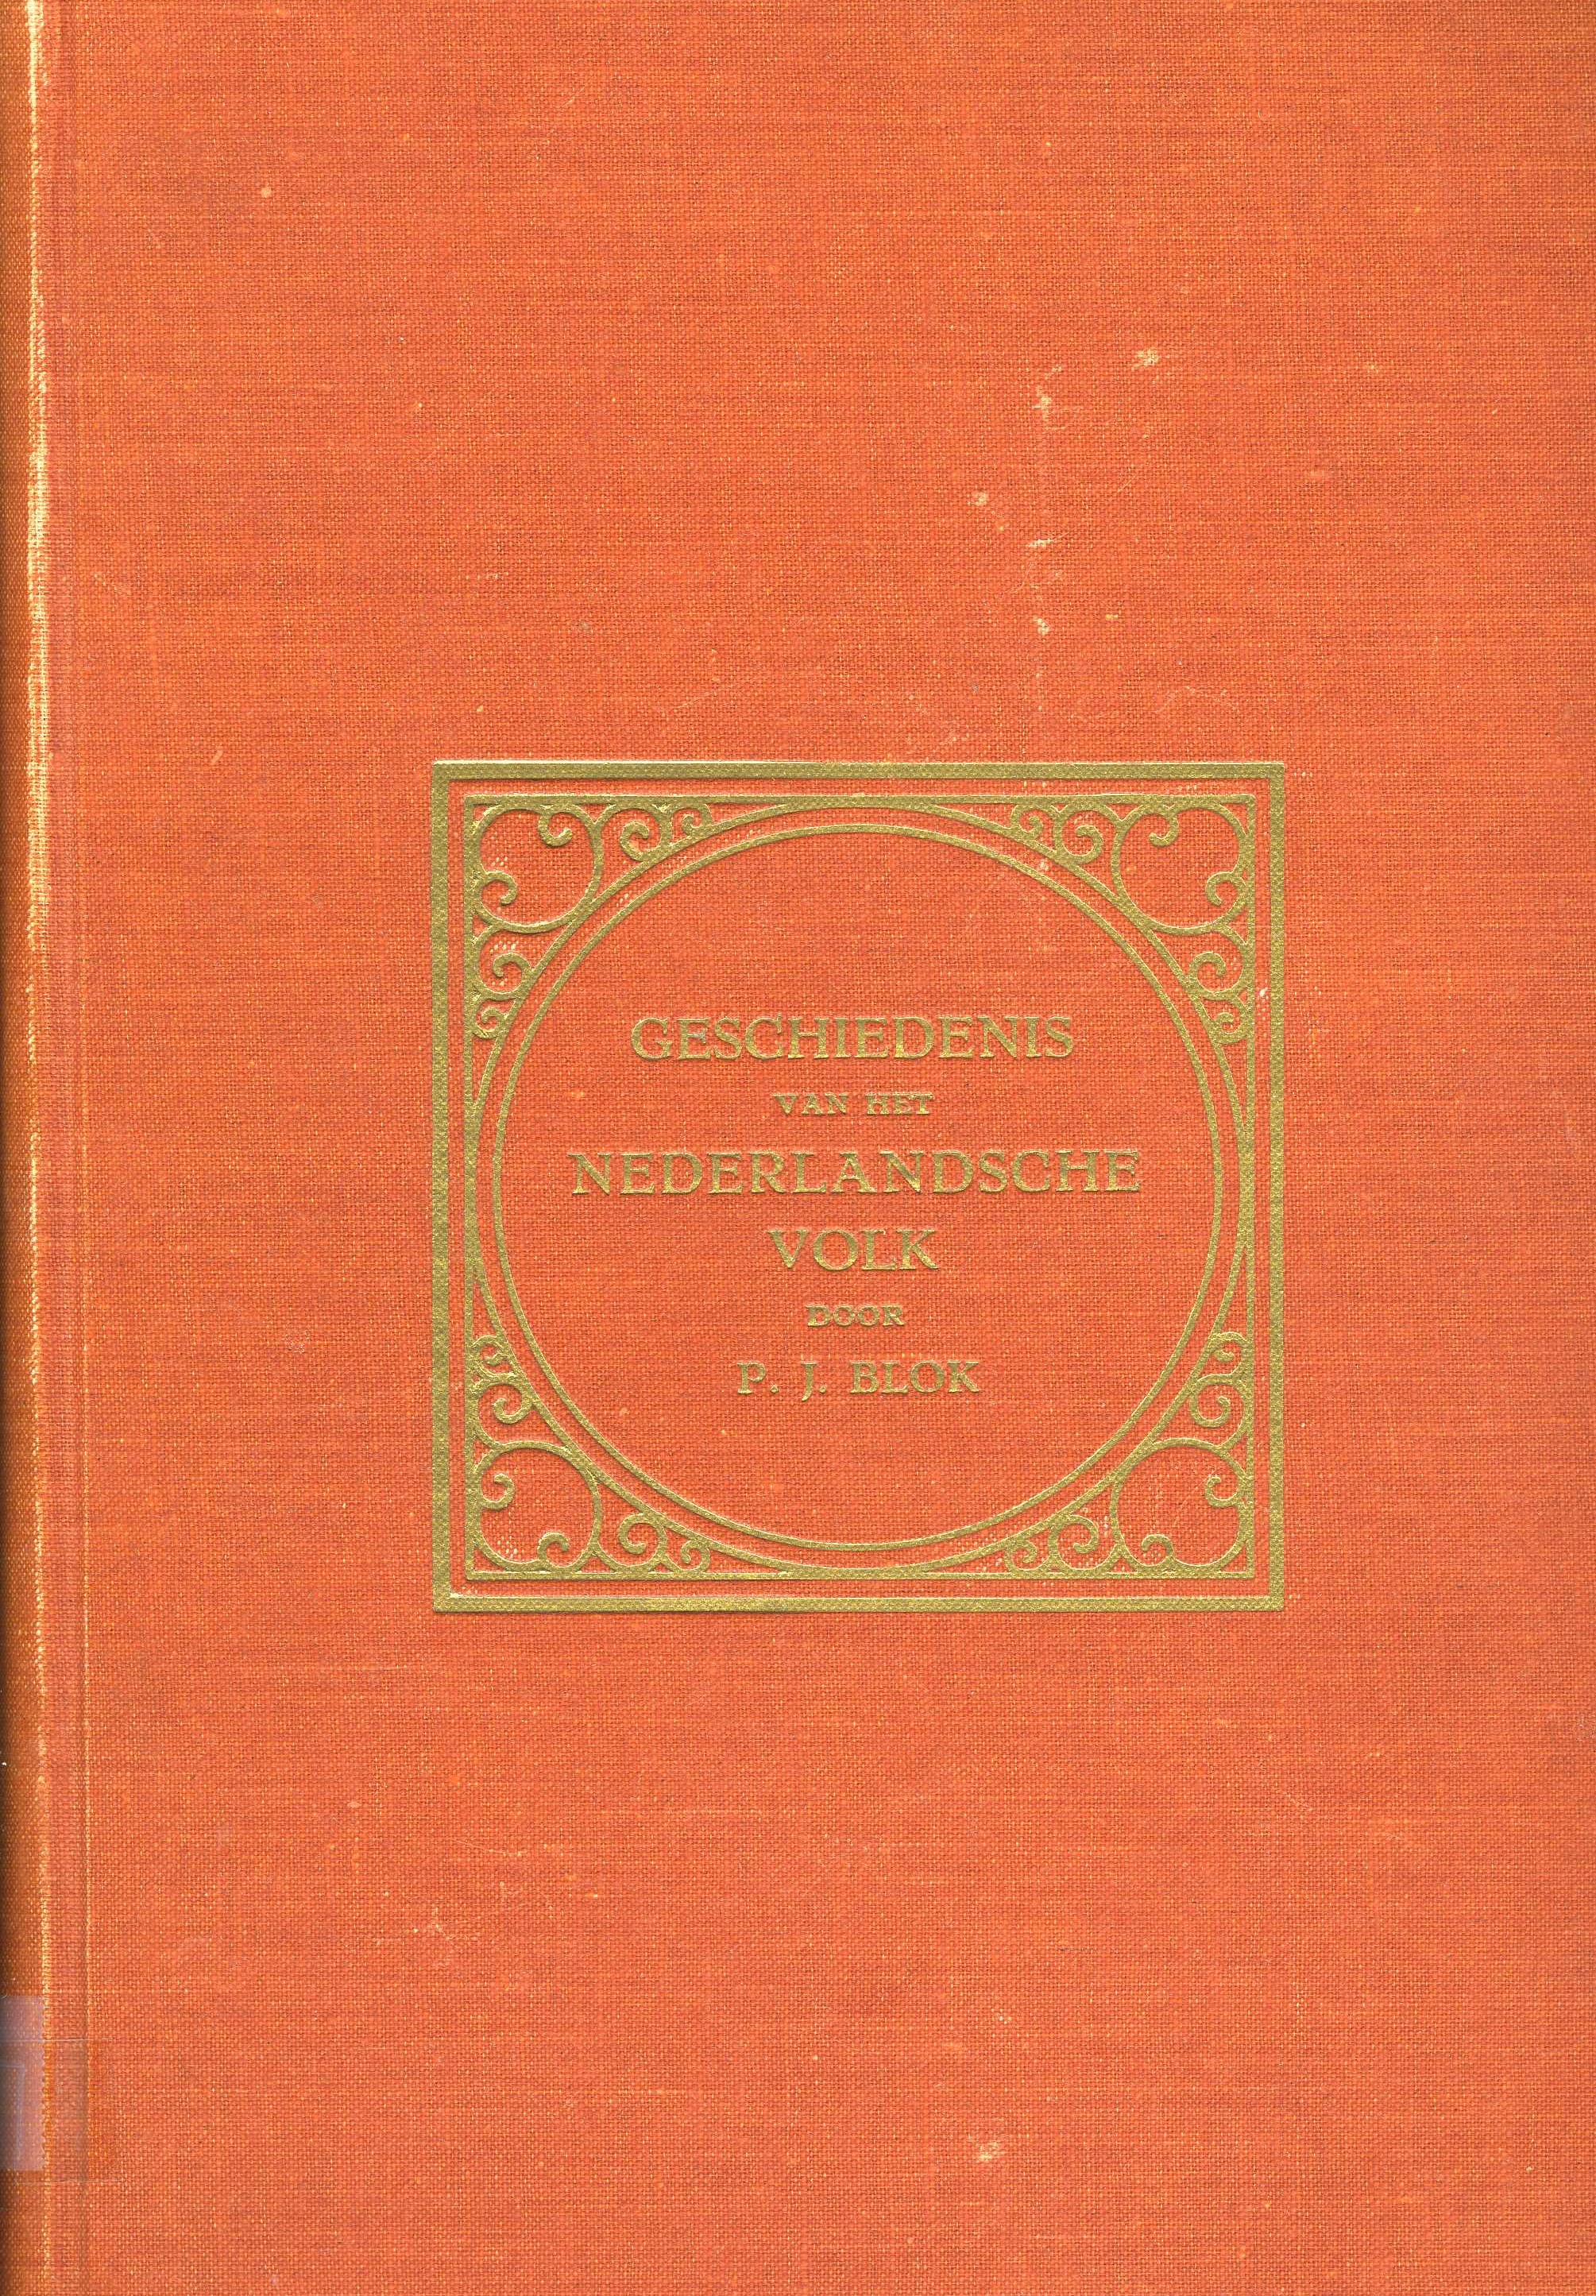 GESCHIEDENIS
VAN HET
NEDERLANDSCHE
VOLK
DOOR
P. J. BLOK